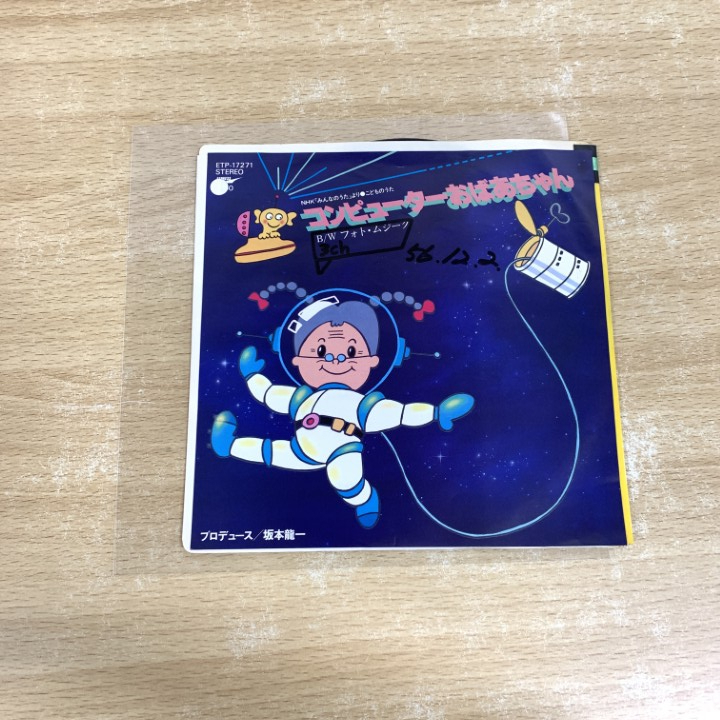 ETP-17271
STEREO
NHK「みんなのうた」より●こどものうた
コンピューターおばあちゃん
B/W フォト・ムジーク
3ch
56.12.2.
プロデュース/坂本龍一